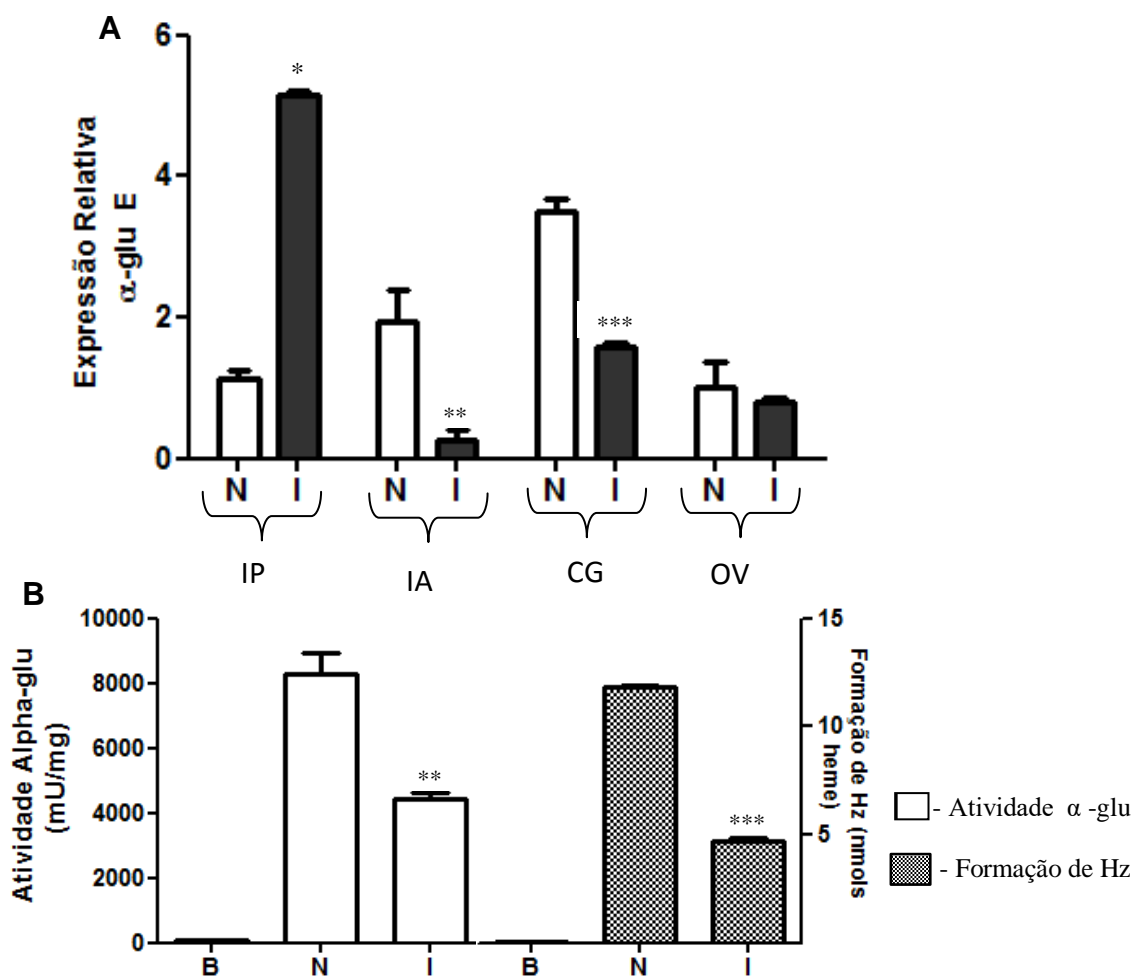 A
Expressão Relativa
α-glu E
6
4
2
0
*
**
***
N I N I N I N I
IP IA CG OV
B
Atividade Alpha-glu
(mU/mg)
10000
8000
6000
4000
2000
0
**
***
B N I B N I
15
10
5
Formação de Hz (nmols
heme)
- Atividade α -glu
- Formação de Hz